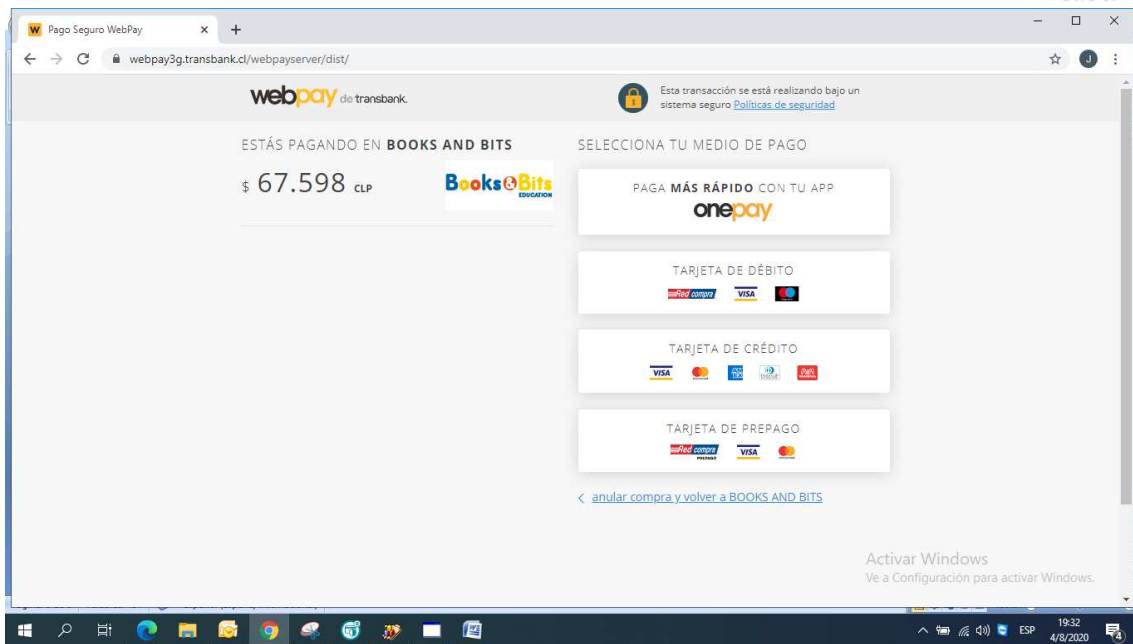 Pago Seguro WebPay
webpay3g.transbank.cl/webpayserver/dist/
J
webpay de transbank.
Esta transacción se está realizando bajo un
sistema seguro Políticas de seguridad
ESTÁS PAGANDO EN BOOKS AND BITS
$ 67.598 CLP
Books&Bits
EDUCATION
SELECCIONA TU MEDIO DE PAGO
PAGA MÁS RÁPIDO CON TU APP
onepay
TARJETA DE DÉBITO
Redcompra VISA
TARJETA DE CRÉDITO
VISA
TARJETA DE PREPAGO
Redcompra VISA
PREPAGO
anular compra y volver a BOOKS AND BITS
Activar Windows
Ve a Configuración para activar Windows.
ESP
19:32
4/8/2020
4